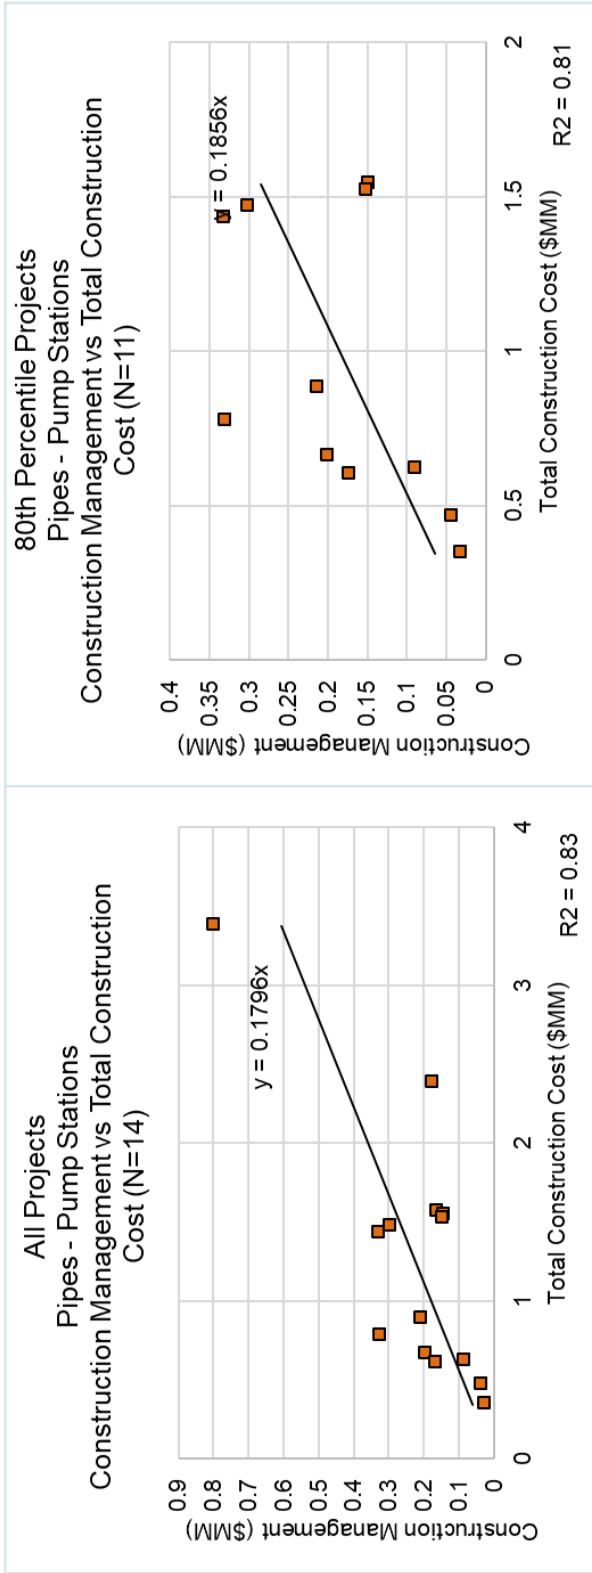 All Projects
Pipes - Pump Stations
Construction Management vs Total Construction
Cost (N=14)
Construction Management ($MM)
0.9
0.8
0.7
0.6
0.5
0.4
0.3
0.2
0.1
0
y = 0.1796x
0
1
2
3
4
Total Construction Cost ($MM)
R2 = 0.83
80th Percentile Projects
Pipes - Pump Stations
Construction Management vs Total Construction
Cost (N=11)
Construction Management ($MM)
0.4
0.35
0.3
0.25
0.2
0.15
0.1
0.05
0
y = 0.1856x
0
0.5
1
1.5
2
Total Construction Cost ($MM)
R2 = 0.81